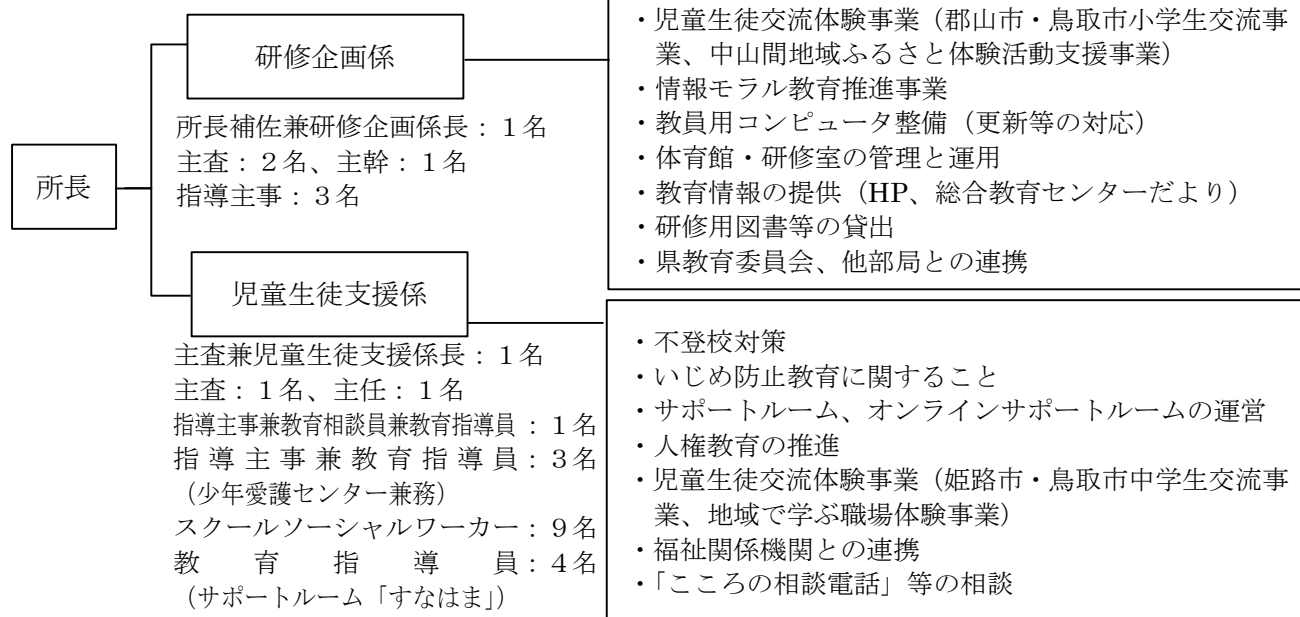 所長
研修企画係
所長補佐兼研修企画係長：１名
主査：２名、主幹：１名
指導主事：３名
・児童生徒交流体験事業（郡山市・鳥取市小学生交流事
業、中山間地域ふるさと体験活動支援事業）
・情報モラル教育推進事業
・教員用コンピュータ整備（更新等の対応）
・体育館・研修室の管理と運用
・教育情報の提供（HP、総合教育センターだより）
・研修用図書等の貸出
・県教育委員会、他部局との連携
児童生徒支援係
主査兼児童生徒支援係長：１名
主査：１名、主任：１名
指導主事兼教育相談員兼教育指導員：１名
指導主事兼教育指導員：３名
（少年愛護センター兼務）
スクールソーシャルワーカー：９名
教育指導員：４名
（サポートルーム「すなはま」）
・不登校対策
・いじめ防止教育に関すること
・サポートルーム、オンラインサポートルームの運営
・人権教育の推進
・児童生徒交流体験事業（姫路市・鳥取市中学生交流事
業、地域で学ぶ職場体験事業）
・福祉関係機関との連携
・「こころの相談電話」等の相談